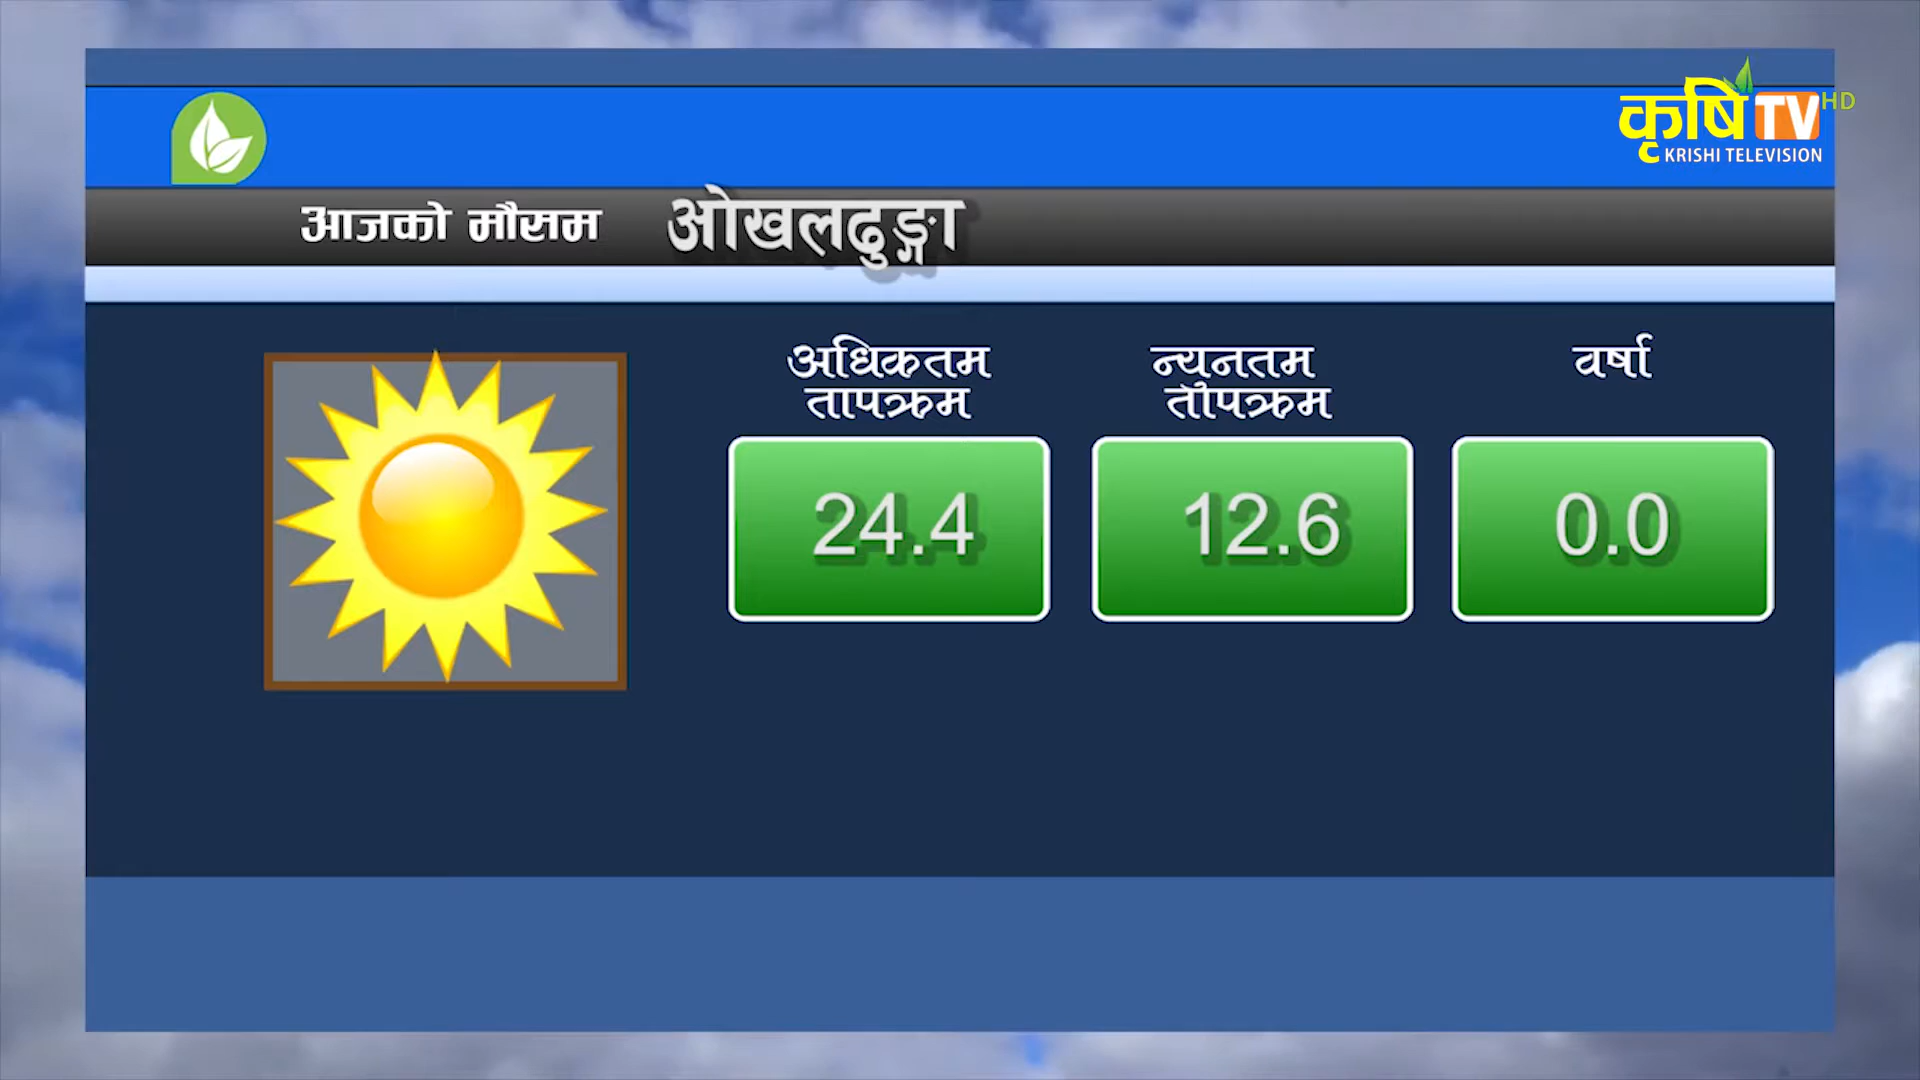 कृषि TV HD
KRISHI TELEVISION
आजको मौसम ओखलढुङ्गा
अधिकतम
तापक्रम
न्यूनतम
तापक्रम
वर्षा
24.4
12.6
0.0